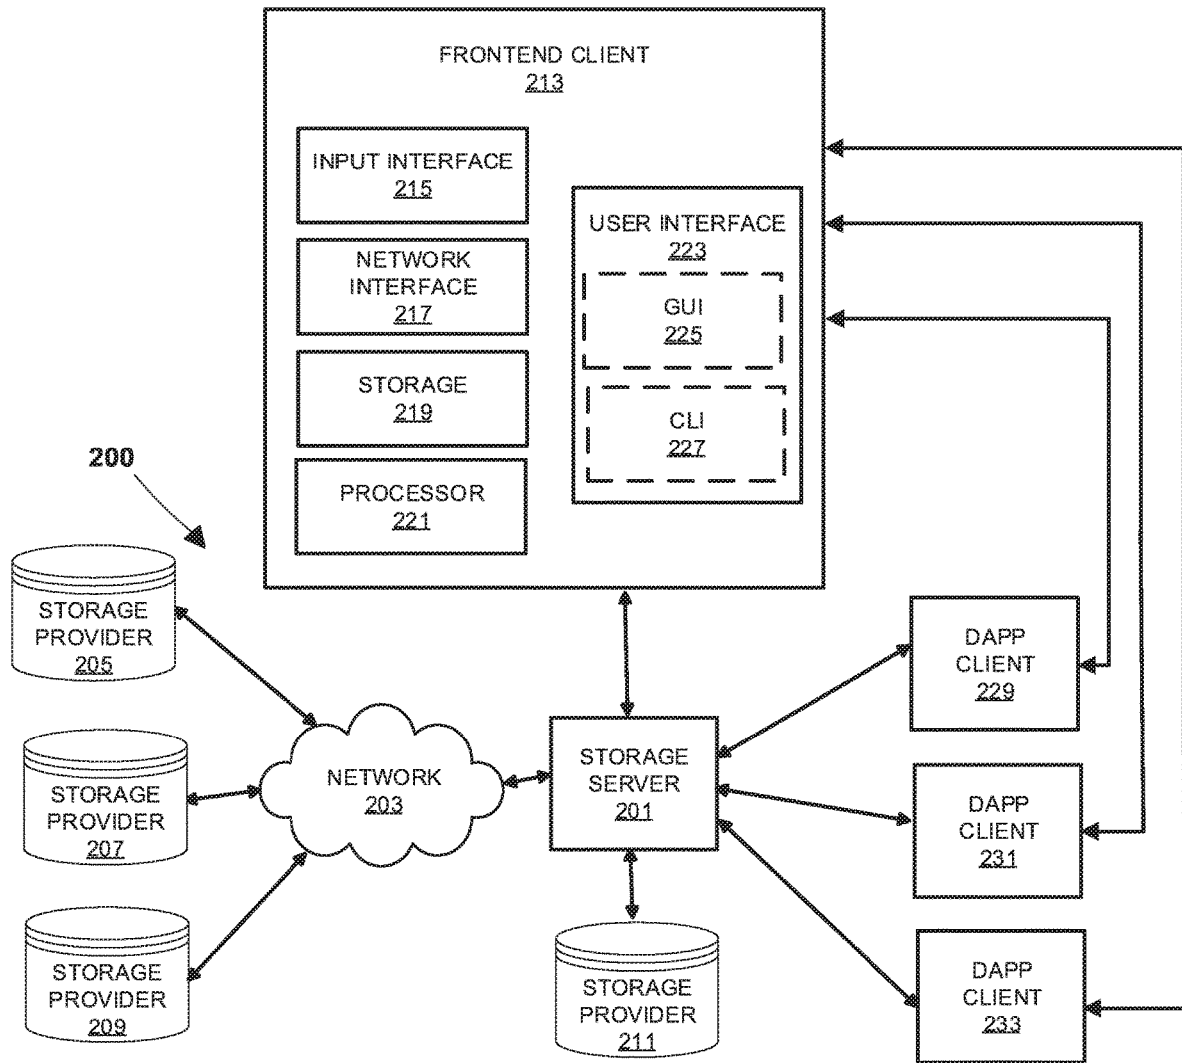 FRONTEND CLIENT
213
INPUT INTERFACE
215
NETWORK
INTERFACE
217
STORAGE
219
PROCESSOR
221
USER INTERFACE
223
GUI
225
CLI
227
200
STORAGE
PROVIDER
205
STORAGE
PROVIDER
207
STORAGE
PROVIDER
209
NETWORK
203
STORAGE
SERVER
201
STORAGE
PROVIDER
211
DAPP
CLIENT
229
DAPP
CLIENT
231
DAPP
CLIENT
233